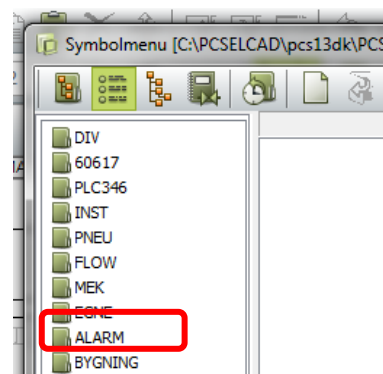 Symbolmenu [C:\PCSELCAD\pcs13dk\PCS
DIV
60617
PLC346
INST
PNEU
FLOW
MEK
EGNE
ALARM
BYGNING